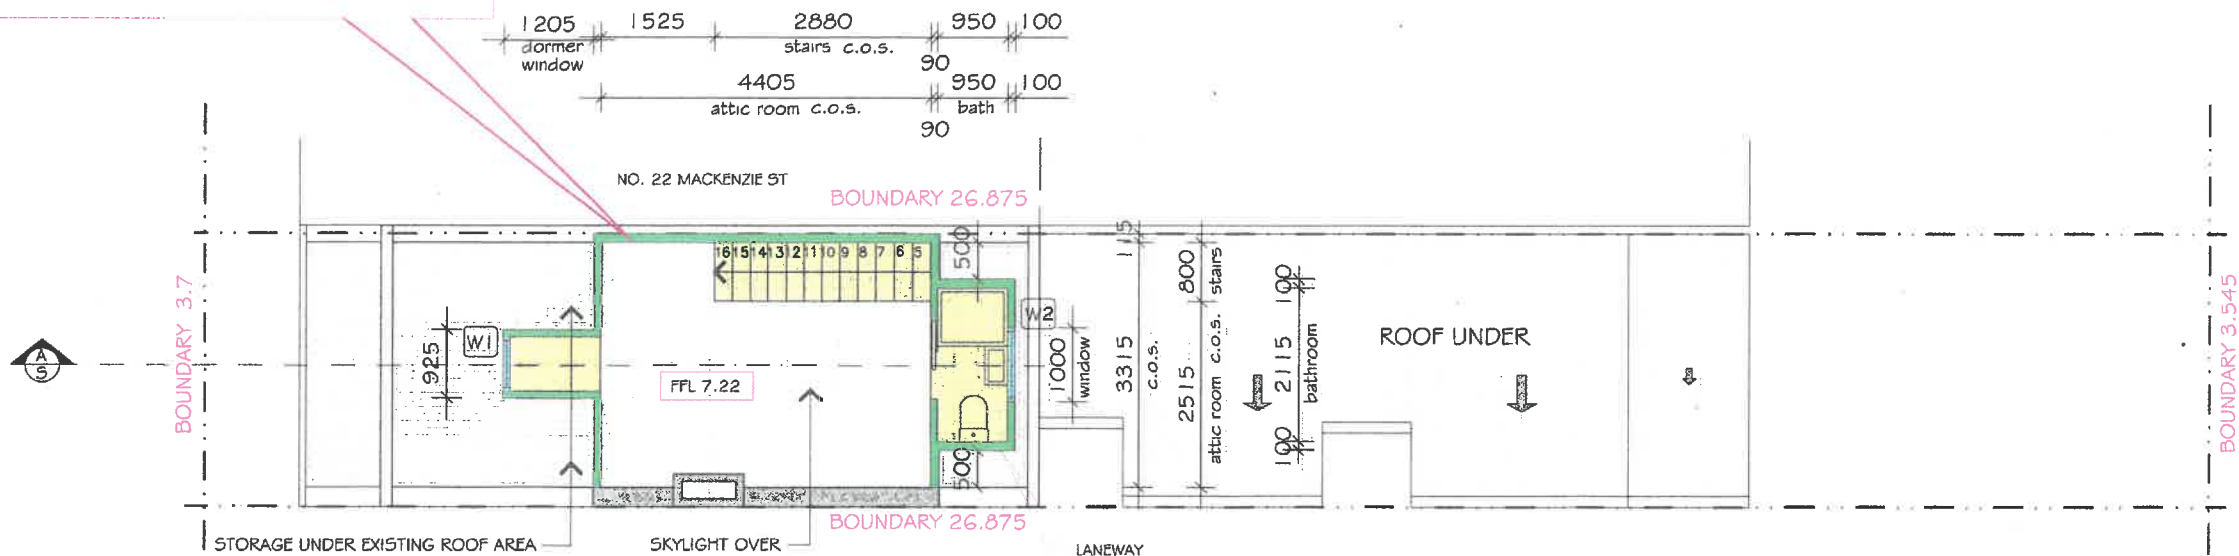 1205 1525 2880 950 100
dormer window
stairs c.o.s.
90
4405 950 100
attic room c.o.s. bath
90
NO. 22 MACKENZIE ST
BOUNDARY 26.875
BOUNDARY 3.7
16 15 14 13 12 11 10 9 8 7 6 5
500
115
800
stairs
100
W1
W2
925
A
S
FFL 7.22
1000
window
3315
c.o.s.
2515
attic room c.o.s.
2115
bathroom
100
500
ROOF UNDER
BOUNDARY 3.545
BOUNDARY 26.875
STORAGE UNDER EXISTING ROOF AREA
SKYLIGHT OVER
LANEWAY